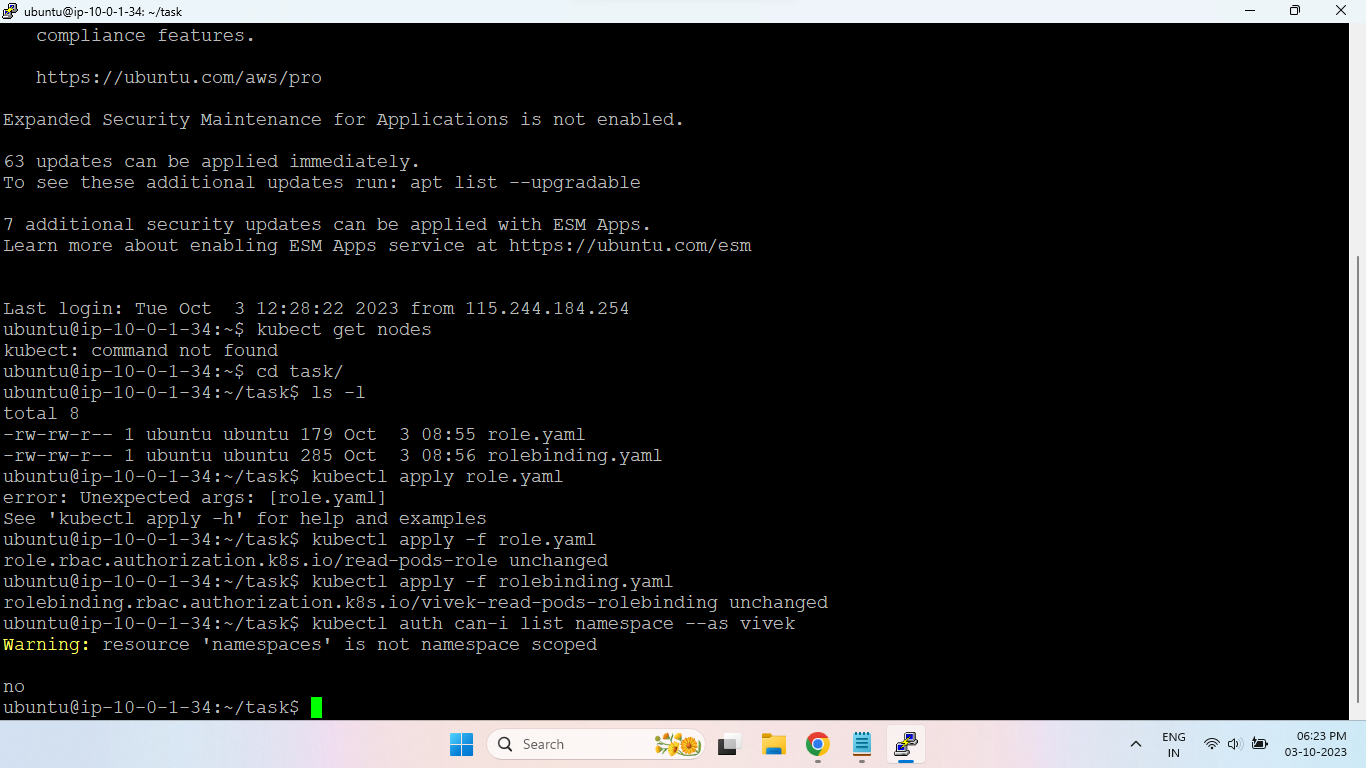 ubuntu@ip-10-0-1-34: ~/task
compliance features.
https://ubuntu.com/aws/pro
Expanded Security Maintenance for Applications is not enabled.
63 updates can be applied immediately.
To see these additional updates run: apt list --upgradable
7 additional security updates can be applied with ESM Apps.
Learn more about enabling ESM Apps service at https://ubuntu.com/esm
Last login: Tue Oct  3 12:28:22 2023 from 115.244.184.254
ubuntu@ip-10-0-1-34:~$ kubect get nodes
kubect: command not found
ubuntu@ip-10-0-1-34:~$ cd task/
ubuntu@ip-10-0-1-34:~/task$ ls -l
total 8
-rw-rw-r-- 1 ubuntu ubuntu 179 Oct  3 08:55 role.yaml
-rw-rw-r-- 1 ubuntu ubuntu 285 Oct  3 08:56 rolebinding.yaml
ubuntu@ip-10-0-1-34:~/task$ kubectl apply role.yaml
error: Unexpected args: [role.yaml]
See 'kubectl apply -h' for help and examples
ubuntu@ip-10-0-1-34:~/task$ kubectl apply -f role.yaml
role.rbac.authorization.k8s.io/read-pods-role unchanged
ubuntu@ip-10-0-1-34:~/task$ kubectl apply -f rolebinding.yaml
rolebinding.rbac.authorization.k8s.io/vivek-read-pods-rolebinding unchanged
ubuntu@ip-10-0-1-34:~/task$ kubectl auth can-i list namespace --as vivek
Warning: resource 'namespaces' is not namespace scoped
no
ubuntu@ip-10-0-1-34:~/task$
Search
ENG
IN
06:23 PM
03-10-2023